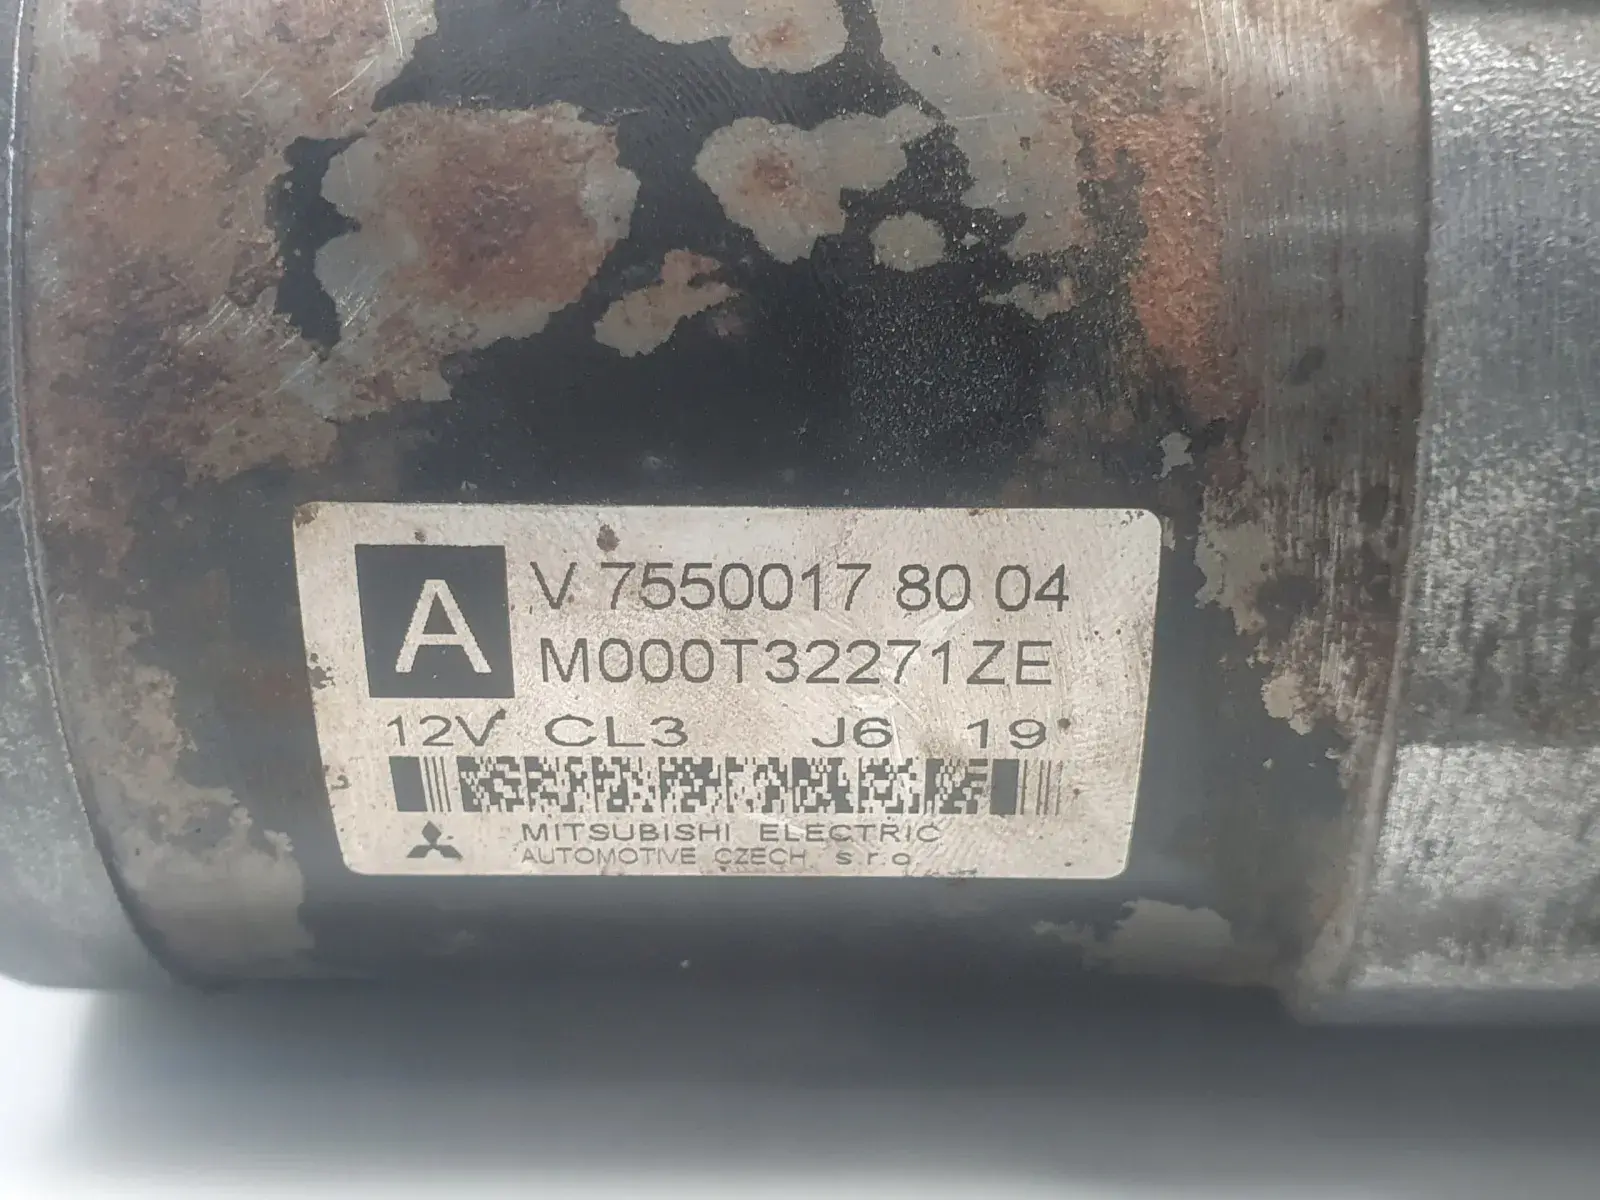 A
V 7550017 80 04
M000T32271ZE
12V CL3 J6 19
MITSUBISHI ELECTRIC
AUTOMOTIVE CZECH s.r.o.